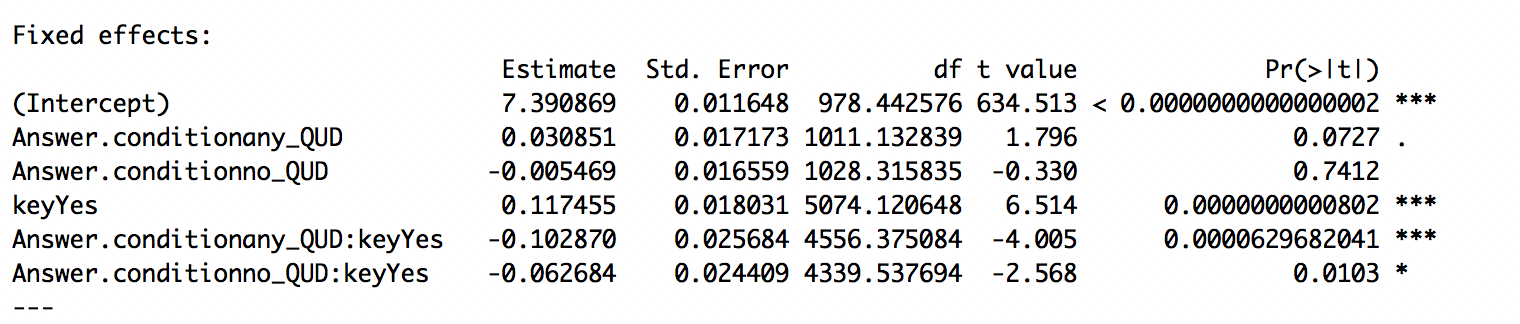 Fixed effects:
Estimate Std. Error df t value Pr(>|t|)
(Intercept) 7.390869 0.011648 978.442576 634.513 < 0.0000000000000002 ***
Answer.conditionany_QUD 0.030851 0.017173 1011.132839 1.796 0.0727 .
Answer.conditionno_QUD -0.005469 0.016559 1028.315835 -0.330 0.7412
keyYes 0.117455 0.018031 5074.120648 6.514 0.0000000000802 ***
Answer.conditionany_QUD:keyYes -0.102870 0.025684 4556.375084 -4.005 0.0000629682041 ***
Answer.conditionno_QUD:keyYes -0.062684 0.024409 4339.537694 -2.568 0.0103 *
---